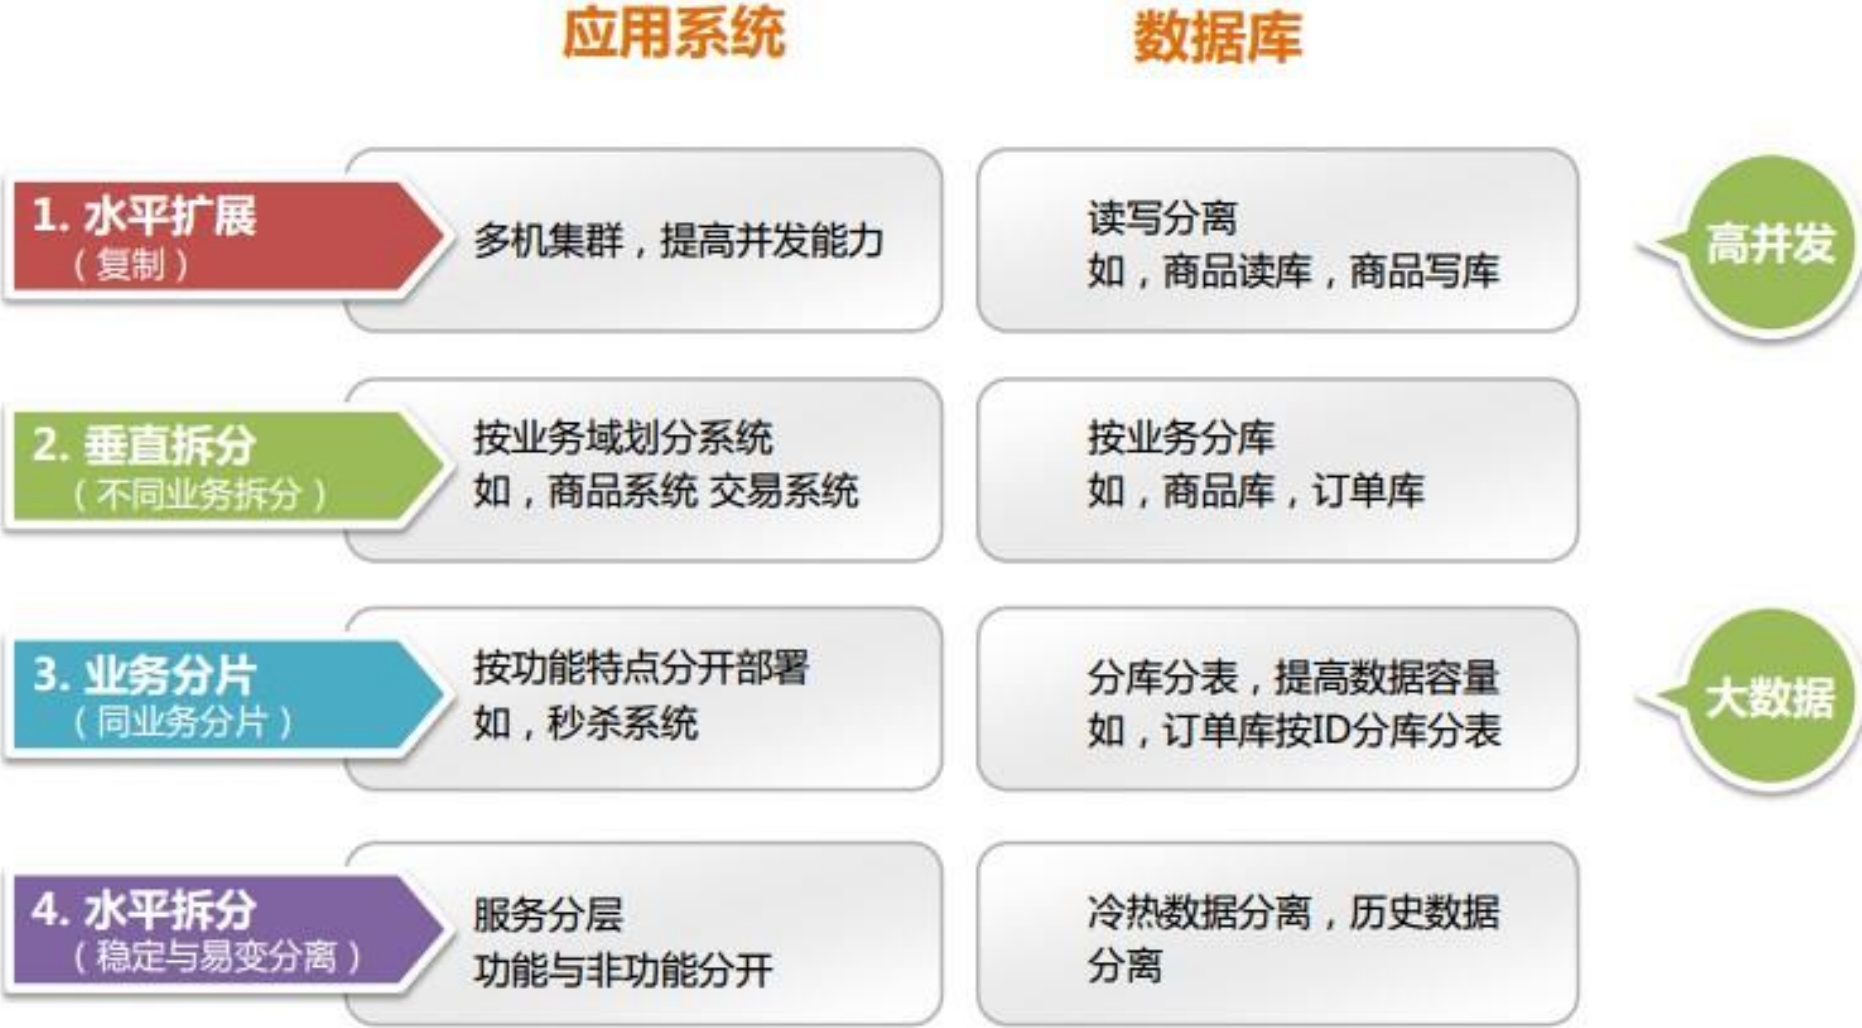 应用系统
数据库
1. 水平扩展
（复制）
多机集群，提高并发能力
读写分离
如，商品读库，商品写库
高并发
2. 垂直拆分
（不同业务拆分）
按业务域划分系统
如，商品系统 交易系统
按业务分库
如，商品库，订单库
3. 业务分片
（同业务分片）
按功能特点分开部署
如，秒杀系统
分库分表，提高数据容量
如，订单库按ID分库分表
大数据
4. 水平拆分
（稳定与易变分离）
服务分层
功能与非功能分开
冷热数据分离，历史数据
分离